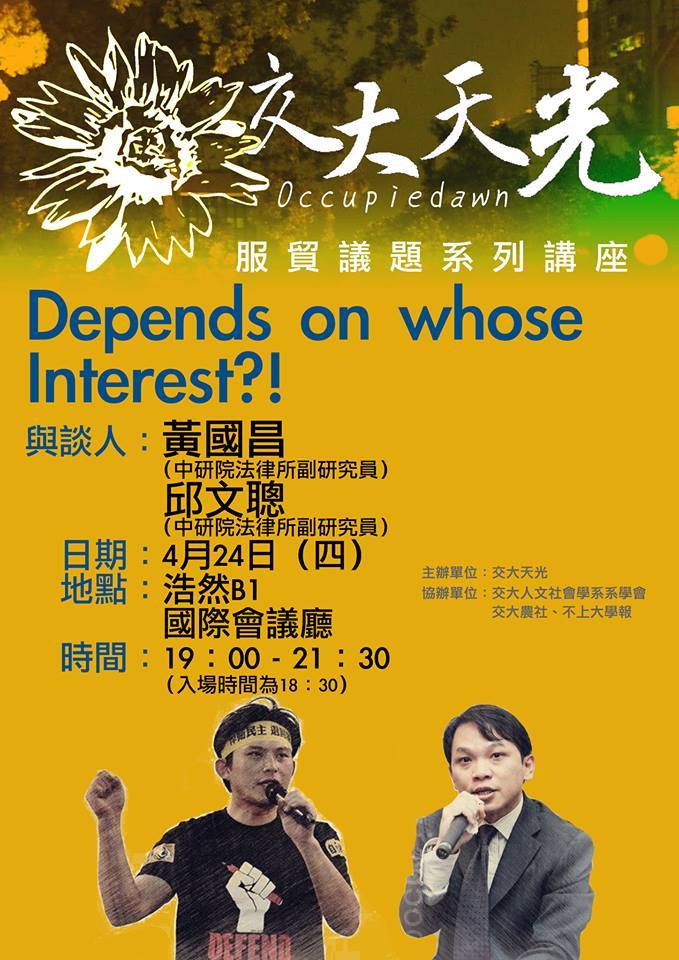 交大天光
Occupiedawn
服貿議題系列講座
Depends on whose
Interest?!
與談人：黃國昌
（中研院法律所副研究員）
邱文聰
（中研院法律所副研究員）
日期：4月24日（四）
地點：浩然B1
國際會議廳
時間：19：00 - 21：30
（入場時間為18：30）
主辦單位：交大天光
協辦單位：交大人文社會學系系學會
交大農社、不上大學報
DEFEND